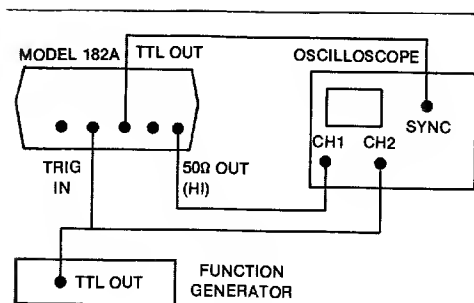 MODEL 182A
TTL OUT
OSCILLOSCOPE
SYNC
CH1
CH2
TRIG
IN
50Ω OUT
(HI)
TTL OUT
FUNCTION
GENERATOR